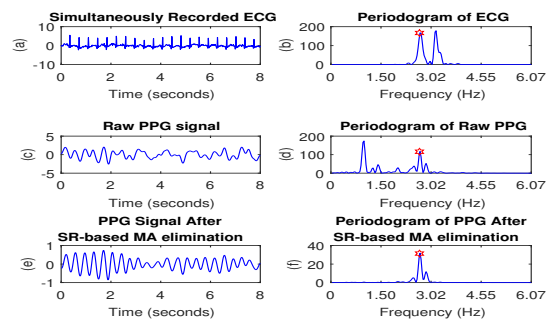 Simultaneously Recorded ECG
(a)
10
0
-10
0 2 4 6 8
Time (seconds)
Periodogram of ECG
(b)
200
100
0
0 1.50 3.02 4.55 6.07
Frequency (Hz)
Raw PPG signal
(c)
5
0
-5
0 2 4 6 8
Time (seconds)
Periodogram of Raw PPG
(d)
200
100
0
0 1.50 3.02 4.55 6.07
Frequency (Hz)
PPG Signal After
SR-based MA elimination
(e)
1
0
-1
0 2 4 6 8
Time (seconds)
Periodogram of PPG After
SR-based MA elimination
(f)
40
20
0
0 1.50 3.02 4.55 6.07
Frequency (Hz)